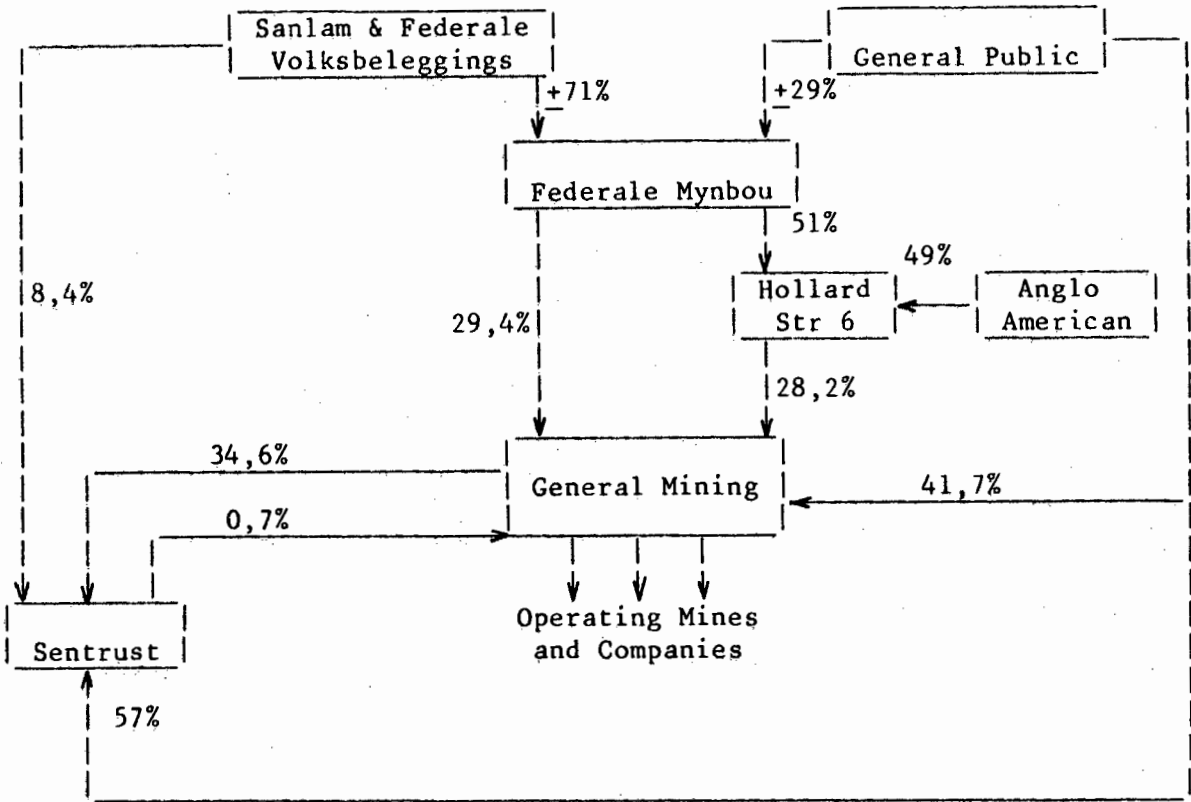 Sanlam & Federale
Volksbeleggings
General Public
±71%
±29%
Federale Mynbou
51%
49%
8,4%
Hollard
Str 6
Anglo
American
29,4%
28,2%
34,6%
General Mining
41,7%
0,7%
Operating Mines
and Companies
Sentrust
57%